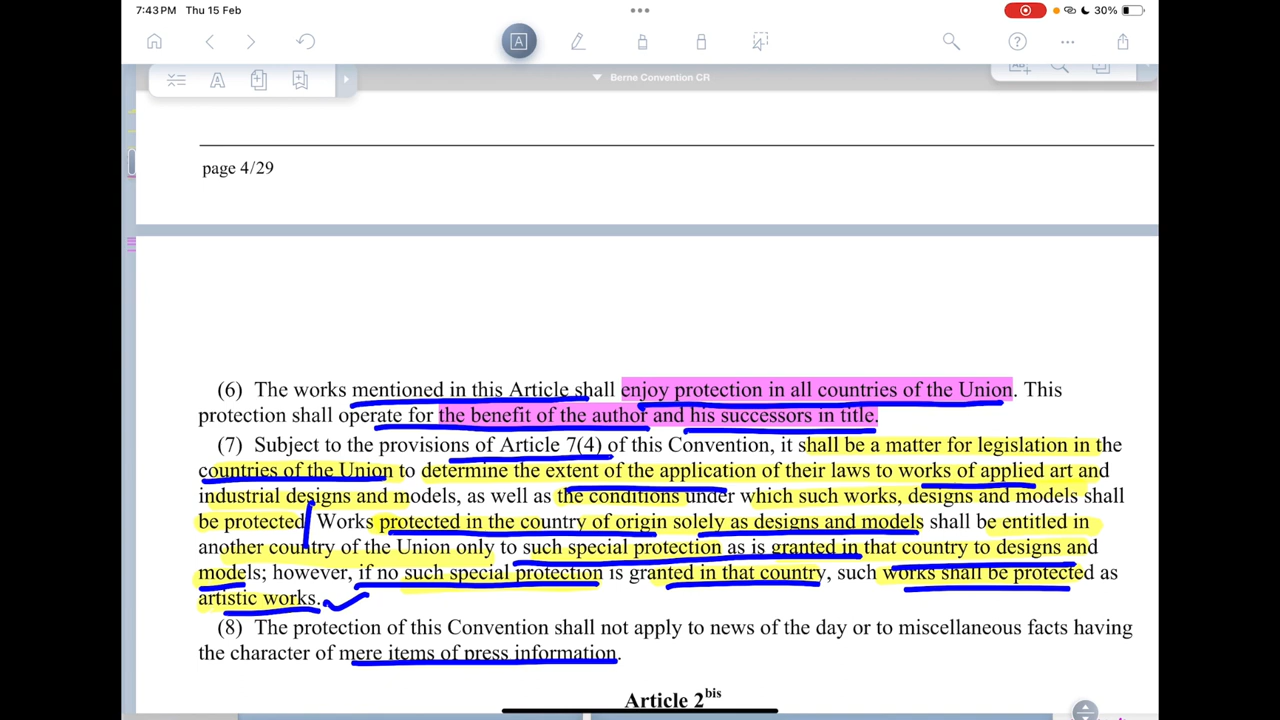 7:43 PM Thu 15 Feb
30%
Berne Convention CR
page 4/29
(6) The works mentioned in this Article shall enjoy protection in all countries of the Union. This
protection shall operate for the benefit of the author and his successors in title.
(7) Subject to the provisions of Article 7(4) of this Convention, it shall be a matter for legislation in the
countries of the Union to determine the extent of the application of their laws to works of applied art and
industrial designs and models, as well as the conditions under which such works, designs and models shall
be protected. Works protected in the country of origin solely as designs and models shall be entitled in
another country of the Union only to such special protection as is granted in that country to designs and
models; however, if no such special protection is granted in that country, such works shall be protected as
artistic works.
(8) The protection of this Convention shall not apply to news of the day or to miscellaneous facts having
the character of mere items of press information.
Article 2bis